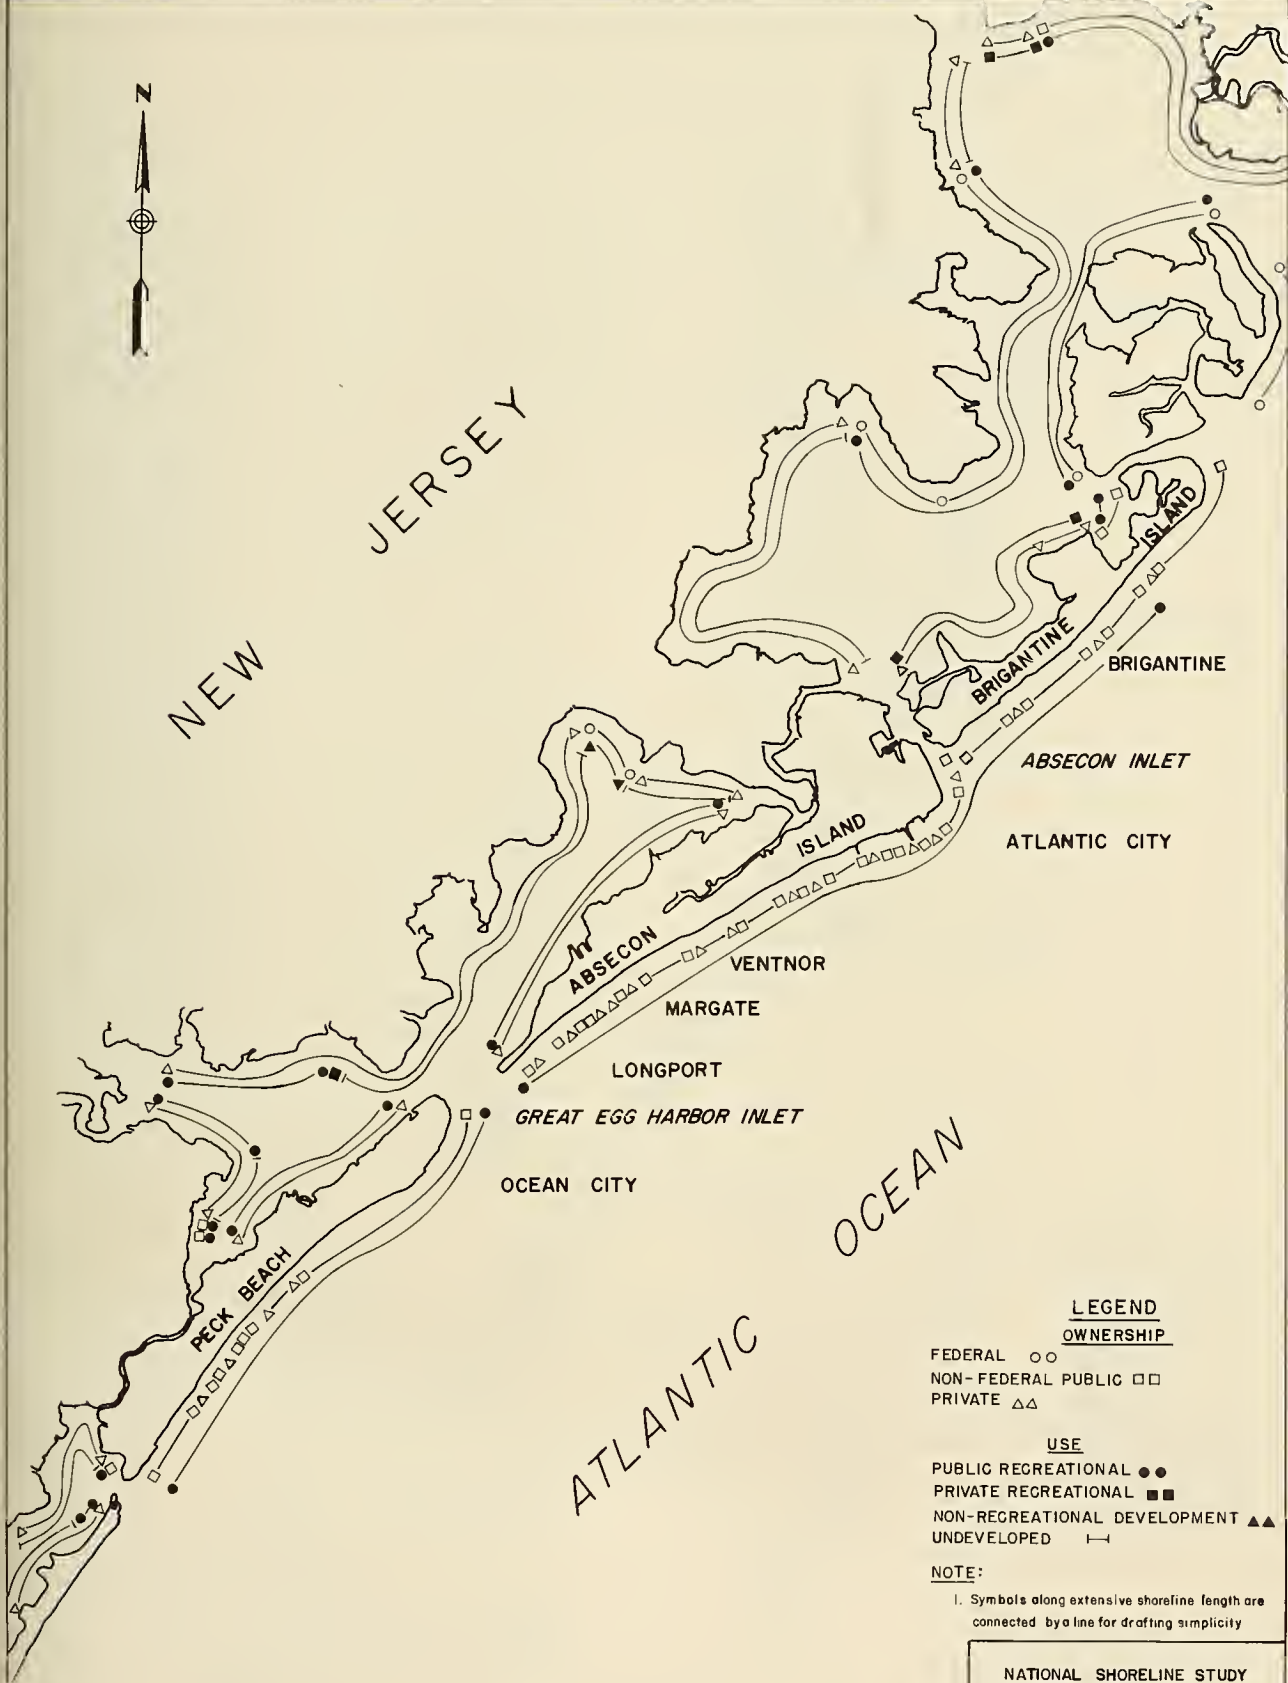 N
NEW JERSEY
BRIGANTINE ISLAND
BRIGANTINE
ABSECON INLET
ATLANTIC CITY
ABSECON ISLAND
VENTNOR
MARGATE
LONGPORT
GREAT EGG HARBOR INLET
OCEAN CITY
PECK BEACH
ATLANTIC OCEAN
LEGEND
OWNERSHIP
FEDERAL ○○
NON-FEDERAL PUBLIC □□
PRIVATE △△
USE
PUBLIC RECREATIONAL ●●
PRIVATE RECREATIONAL ■■
NON-RECREATIONAL DEVELOPMENT ▲▲
UNDEVELOPED
NOTE:
1. Symbols along extensive shoreline length are
connected by a line for drafting simplicity
NATIONAL SHORELINE STUDY